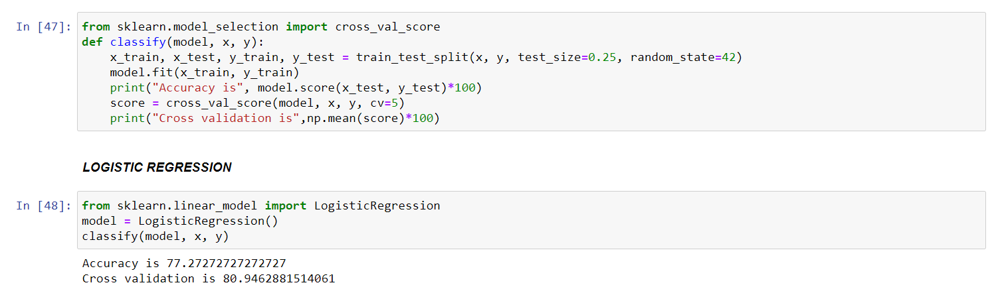 In [47]: from sklearn.model_selection import cross_val_score
def classify(model, x, y):
    x_train, x_test, y_train, y_test = train_test_split(x, y, test_size=0.25, random_state=42)
    model.fit(x_train, y_train)
    print("Accuracy is", model.score(x_test, y_test)*100)
    score = cross_val_score(model, x, y, cv=5)
    print("Cross validation is",np.mean(score)*100)
LOGISTIC REGRESSION
In [48]: from sklearn.linear_model import LogisticRegression
model = LogisticRegression()
classify(model, x, y)
Accuracy is 77.27272727272727
Cross validation is 80.9462881514061